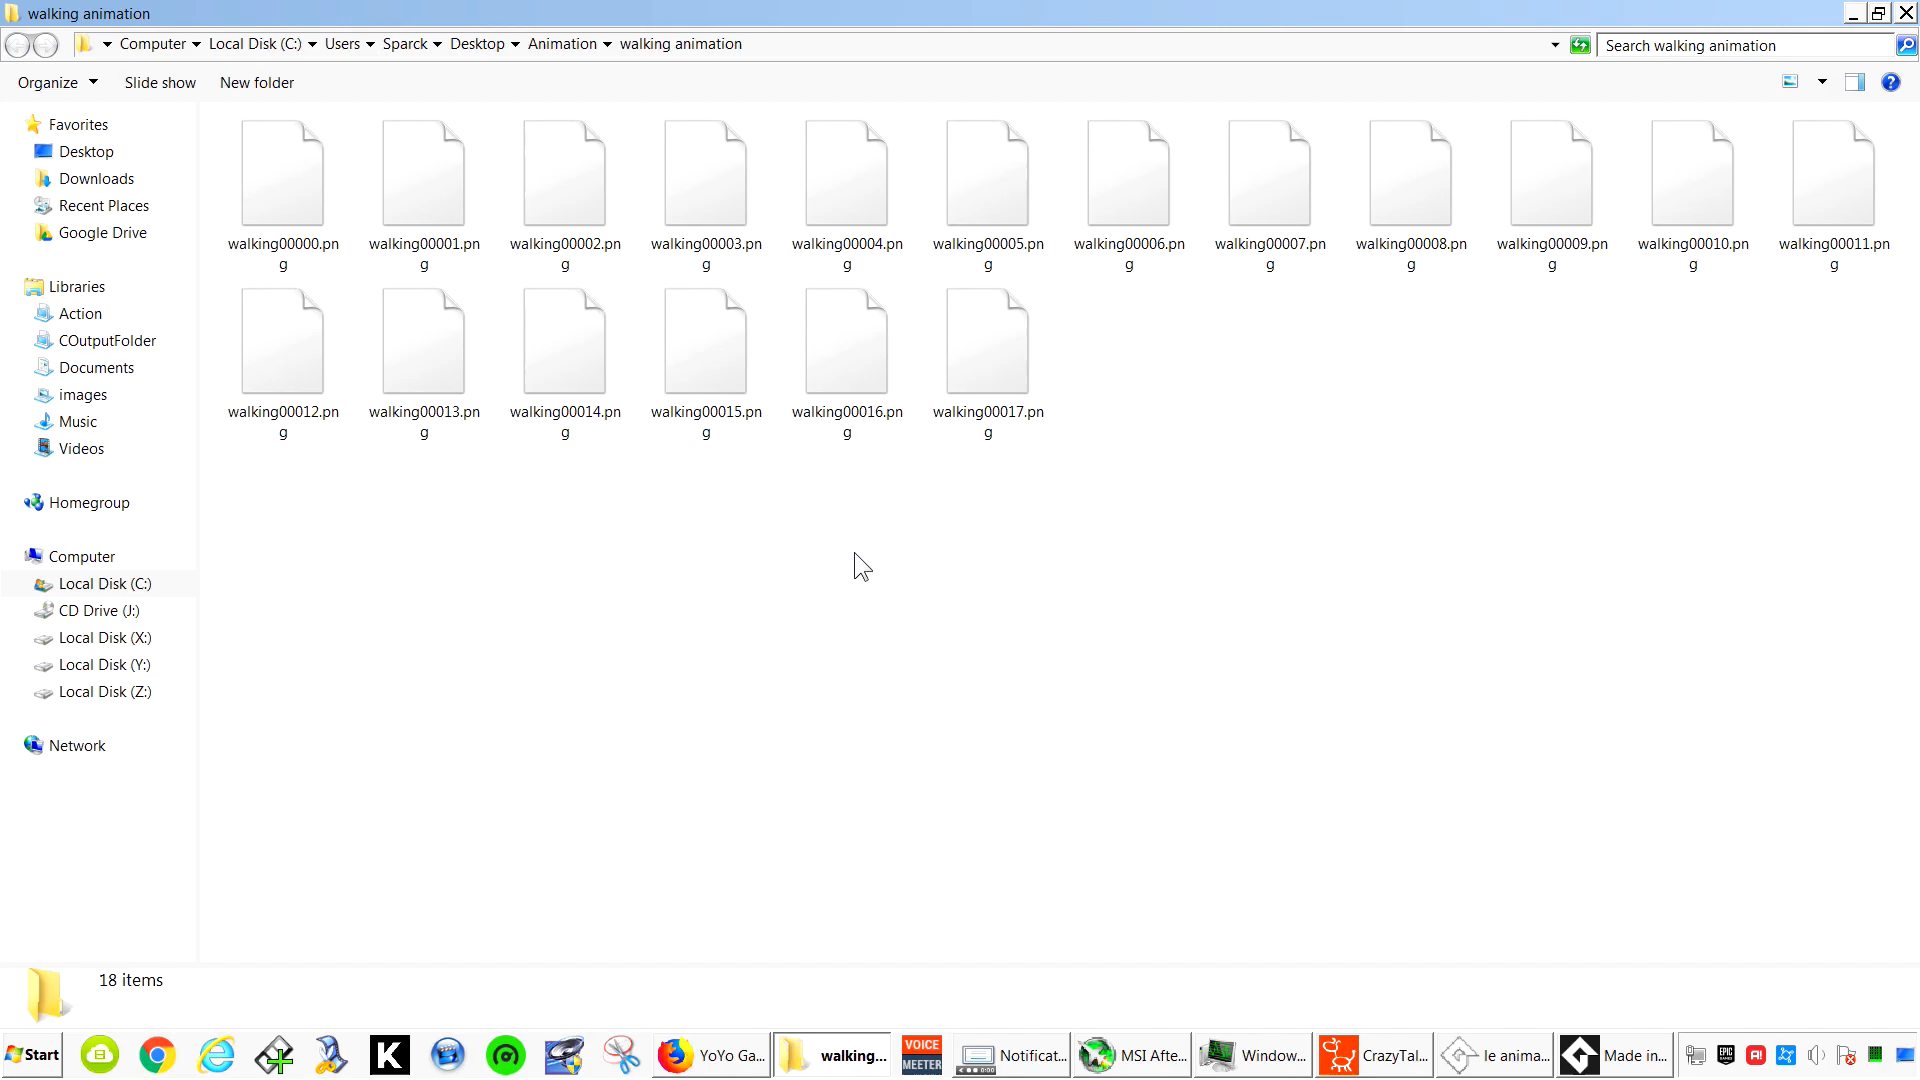 walking animation
Computer Local Disk (C:) Users Sparck Desktop Animation walking animation
Search walking animation
Organize Slide show New folder
Favorites
Desktop
Downloads
Recent Places
Google Drive
Libraries
Action
COutputFolder
Documents
images
Music
Videos
Homegroup
Computer
Local Disk (C:)
CD Drive (J:)
Local Disk (X:)
Local Disk (Y:)
Local Disk (Z:)
Network
walking00000.pn walking00001.pn walking00002.pn walking00003.pn walking00004.pn walking00005.pn walking00006.pn walking00007.pn walking00008.pn walking00009.pn walking00010.pn walking00011.pn
g g g g g g g g g g g g
walking00012.pn walking00013.pn walking00014.pn walking00015.pn walking00016.pn walking00017.pn
g g g g g g
18 items
Start K YoYo Ga... walking... VOICE MEETER Notificat... 0:00 MSI Afte... Window... CrazyTal... le anima... Made in... EPIC GAMES A!